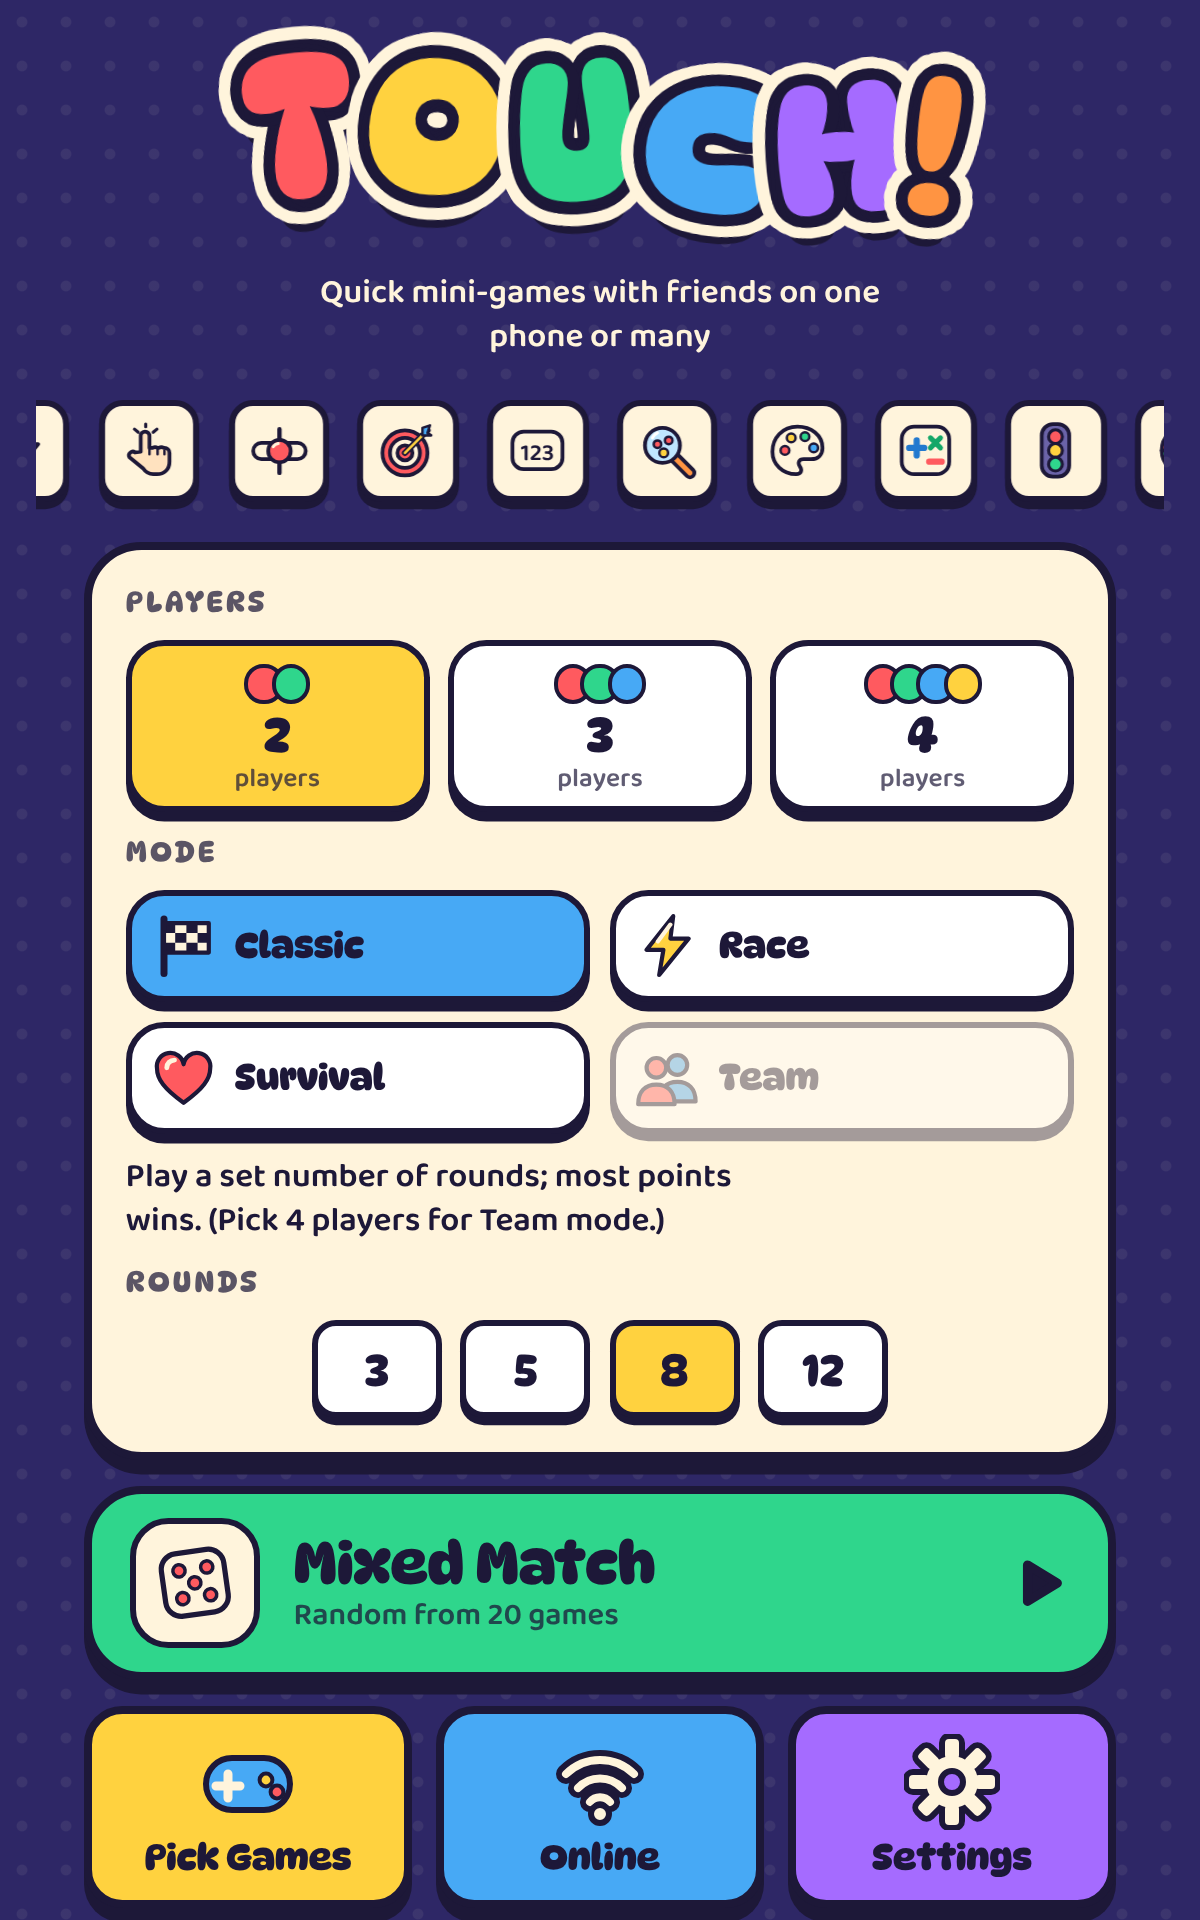 TOUCH!
Quick mini-games with friends on one
phone or many
123
PLAYERS
2
players
3
players
4
players
MODE
Classic
Race
Survival
Team
Play a set number of rounds; most points
wins. (Pick 4 players for Team mode.)
ROUNDS
3
5
8
12
Mixed Match
Random from 20 games
Pick Games
Online
Settings